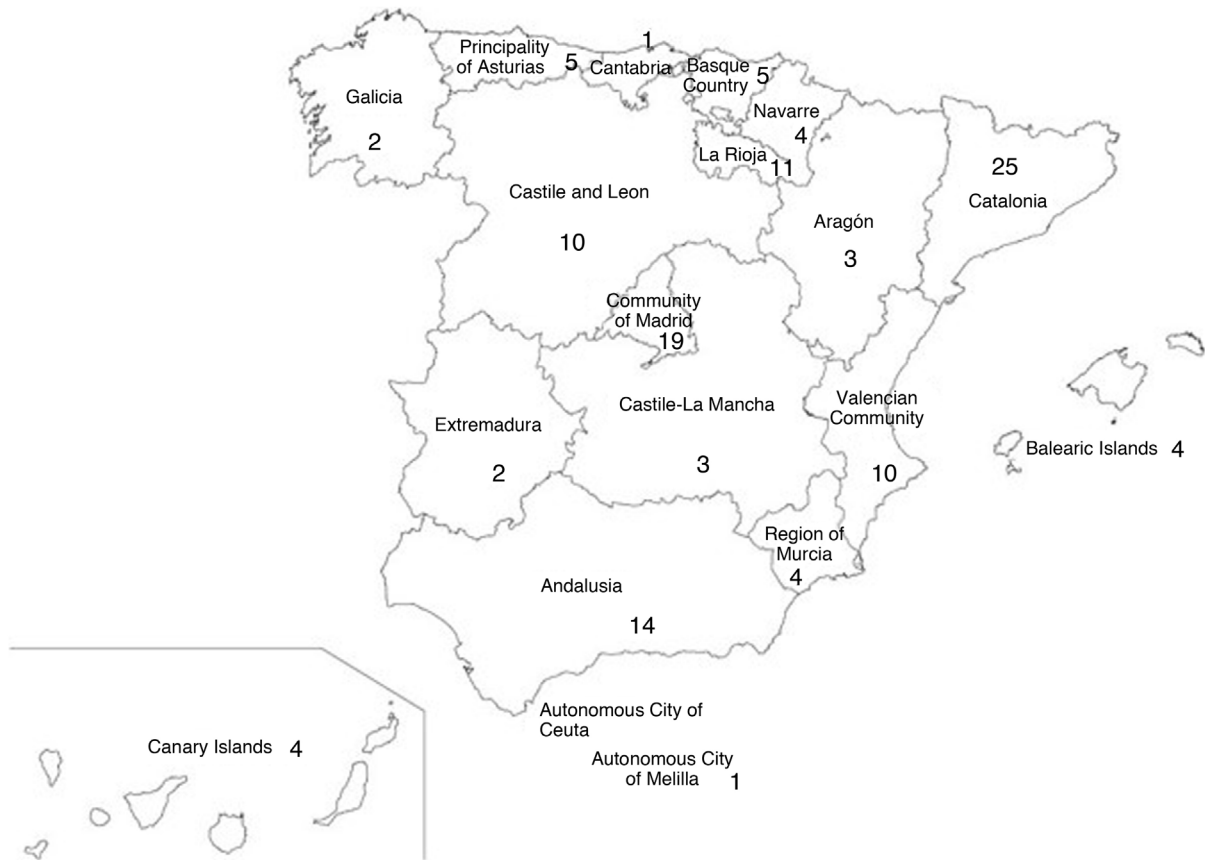 1
Principality
of Asturias
5
Cantabria
Basque
Country
5
Galicia
2
Navarre
4
La Rioja
11
25
Catalonia
Castile and Leon
10
Aragón
3
Community
of Madrid
19
Castile-La Mancha
3
Valencian
Community
10
Extremadura
2
Balearic Islands 4
Region of
Murcia
4
Andalusia
14
Autonomous City of
Ceuta
Canary Islands 4
Autonomous City
of Melilla
1